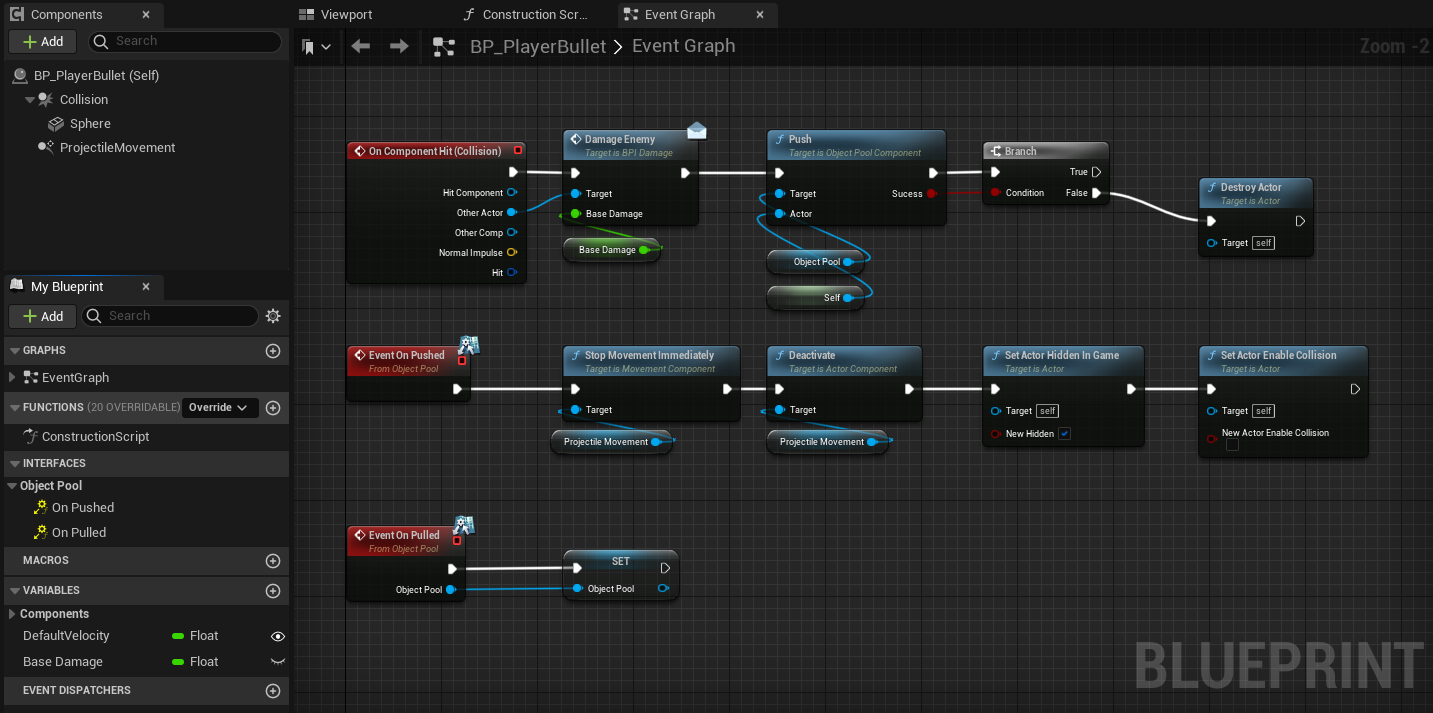 Components
Viewport
Construction Scr...
Event Graph
Add
Search
BP_PlayerBullet
Event Graph
Zoom -2
BP_PlayerBullet (Self)
Collision
Sphere
ProjectileMovement
My Blueprint
Add
Search
GRAPHS
EventGraph
FUNCTIONS (20 OVERRIDABLE)
Override
ConstructionScript
INTERFACES
Object Pool
On Pushed
On Pulled
MACROS
VARIABLES
Components
DefaultVelocity
Float
Base Damage
Float
EVENT DISPATCHERS
On Component Hit (Collision)
Hit Component
Other Actor
Other Comp
Normal Impulse
Hit
Damage Enemy
Target is BPI Damage
Target
Base Damage
Base Damage
Push
Target is Object Pool Component
Target
Sucess
Actor
Object Pool
Self
Branch
True
Condition
False
Destroy Actor
Target is Actor
Target
self
Event On Pushed
From Object Pool
Stop Movement Immediately
Target is Movement Component
Target
Projectile Movement
Deactivate
Target is Actor Component
Target
Projectile Movement
Set Actor Hidden In Game
Target is Actor
Target
self
New Hidden
Set Actor Enable Collision
Target is Actor
Target
self
New Actor Enable Collision
Event On Pulled
From Object Pool
Object Pool
SET
Object Pool
BLUEPRINT